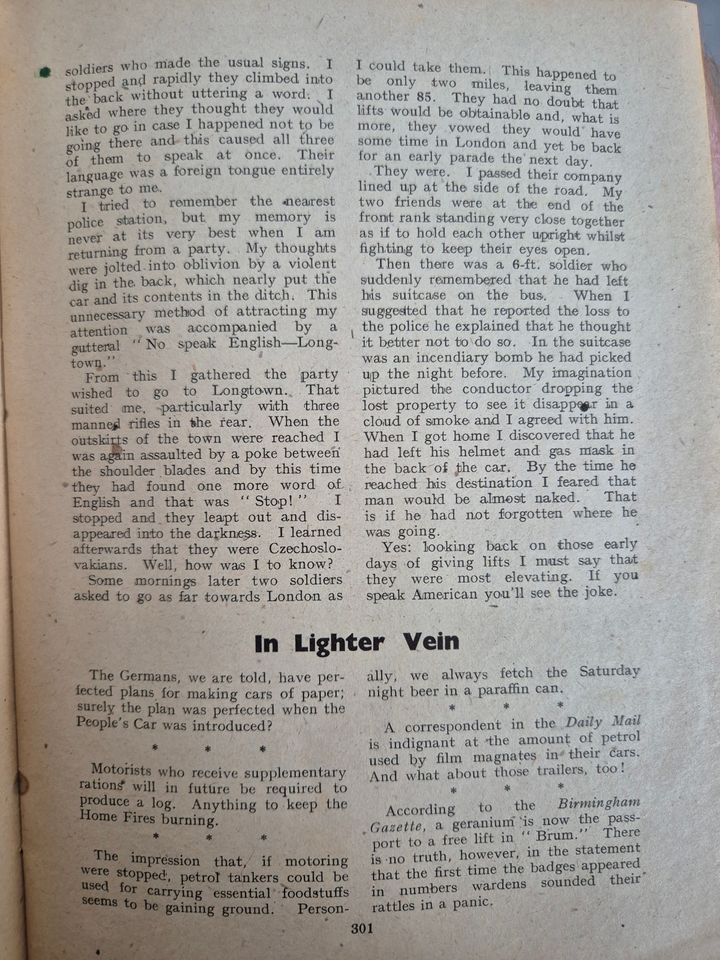 soldiers who made the usual signs. I
stopped and rapidly they climbed into
the back without uttering a word. I
asked where they thought they would
like to go in case I happened not to be
going there and this caused all three
of them to speak at once. Their
language was a foreign tongue entirely
strange to me.
I tried to remember the nearest
police station, but my memory is
never at its very best when I am
returning from a party. My thoughts
were jolted into oblivion by a violent
dig in the back, which nearly put the
car and its contents in the ditch. This
unnecessary method of attracting my
attention was accompanied by a
gutteral "No speak English—Long-
town."
From this I gathered the party
wished to go to Longtown. That
suited me, particularly with three
manned rifles in the rear. When the
outskirts of the town were reached I
was again assaulted by a poke between
the shoulder blades and by this time
they had found one more word of
English and that was "Stop!" I
stopped and they leapt out and dis-
appeared into the darkness. I learned
afterwards that they were Czechoslo-
vakians. Well, how was I to know?
Some mornings later two soldiers
asked to go as far towards London as
I could take them. This happened to
be only two miles, leaving them
another 85. They had no doubt that
lifts would be obtainable and, what is
more, they vowed they would have
some time in London and yet be back
for an early parade the next day.
They were. I passed their company
lined up at the side of the road. My
two friends were at the end of the
front rank standing very close together
as if to hold each other upright whilst
fighting to keep their eyes open.
Then there was a 6-ft. soldier who
suddenly remembered that he had left
his suitcase on the bus. When I
suggested that he reported the loss to
the police he explained that he thought
it better not to do so. In the suitcase
was an incendiary bomb he had picked
up the night before. My imagination
pictured the conductor dropping the
lost property to see it disappear in a
cloud of smoke and I agreed with him.
When I got home I discovered that he
had left his helmet and gas mask in
the back of the car. By the time he
reached his destination I feared that
man would be almost naked. That
is if he had not forgotten where he
was going.
Yes: looking back on those early
days of giving lifts I must say that
they were most elevating. If you
speak American you'll see the joke.
In Lighter Vein
The Germans, we are told, have per-
fected plans for making cars of paper;
surely the plan was perfected when the
People's Car was introduced?
* * *
Motorists who receive supplementary
rations will in future be required to
produce a log. Anything to keep the
Home Fires burning.
* * *
The impression that, if motoring
were stopped, petrol tankers could be
used for carrying essential foodstuffs
seems to be gaining ground. Person-
ally, we always fetch the Saturday
night beer in a paraffin can.
* * *
A correspondent in the Daily Mail
is indignant at the amount of petrol
used by film magnates in their cars.
And what about those trailers, too!
* * *
According to the Birmingham
Gazette, a geranium is now the pass-
port to a free lift in "Brum." There
is no truth, however, in the statement
that the first time the badges appeared
in numbers wardens sounded their
rattles in a panic.
301